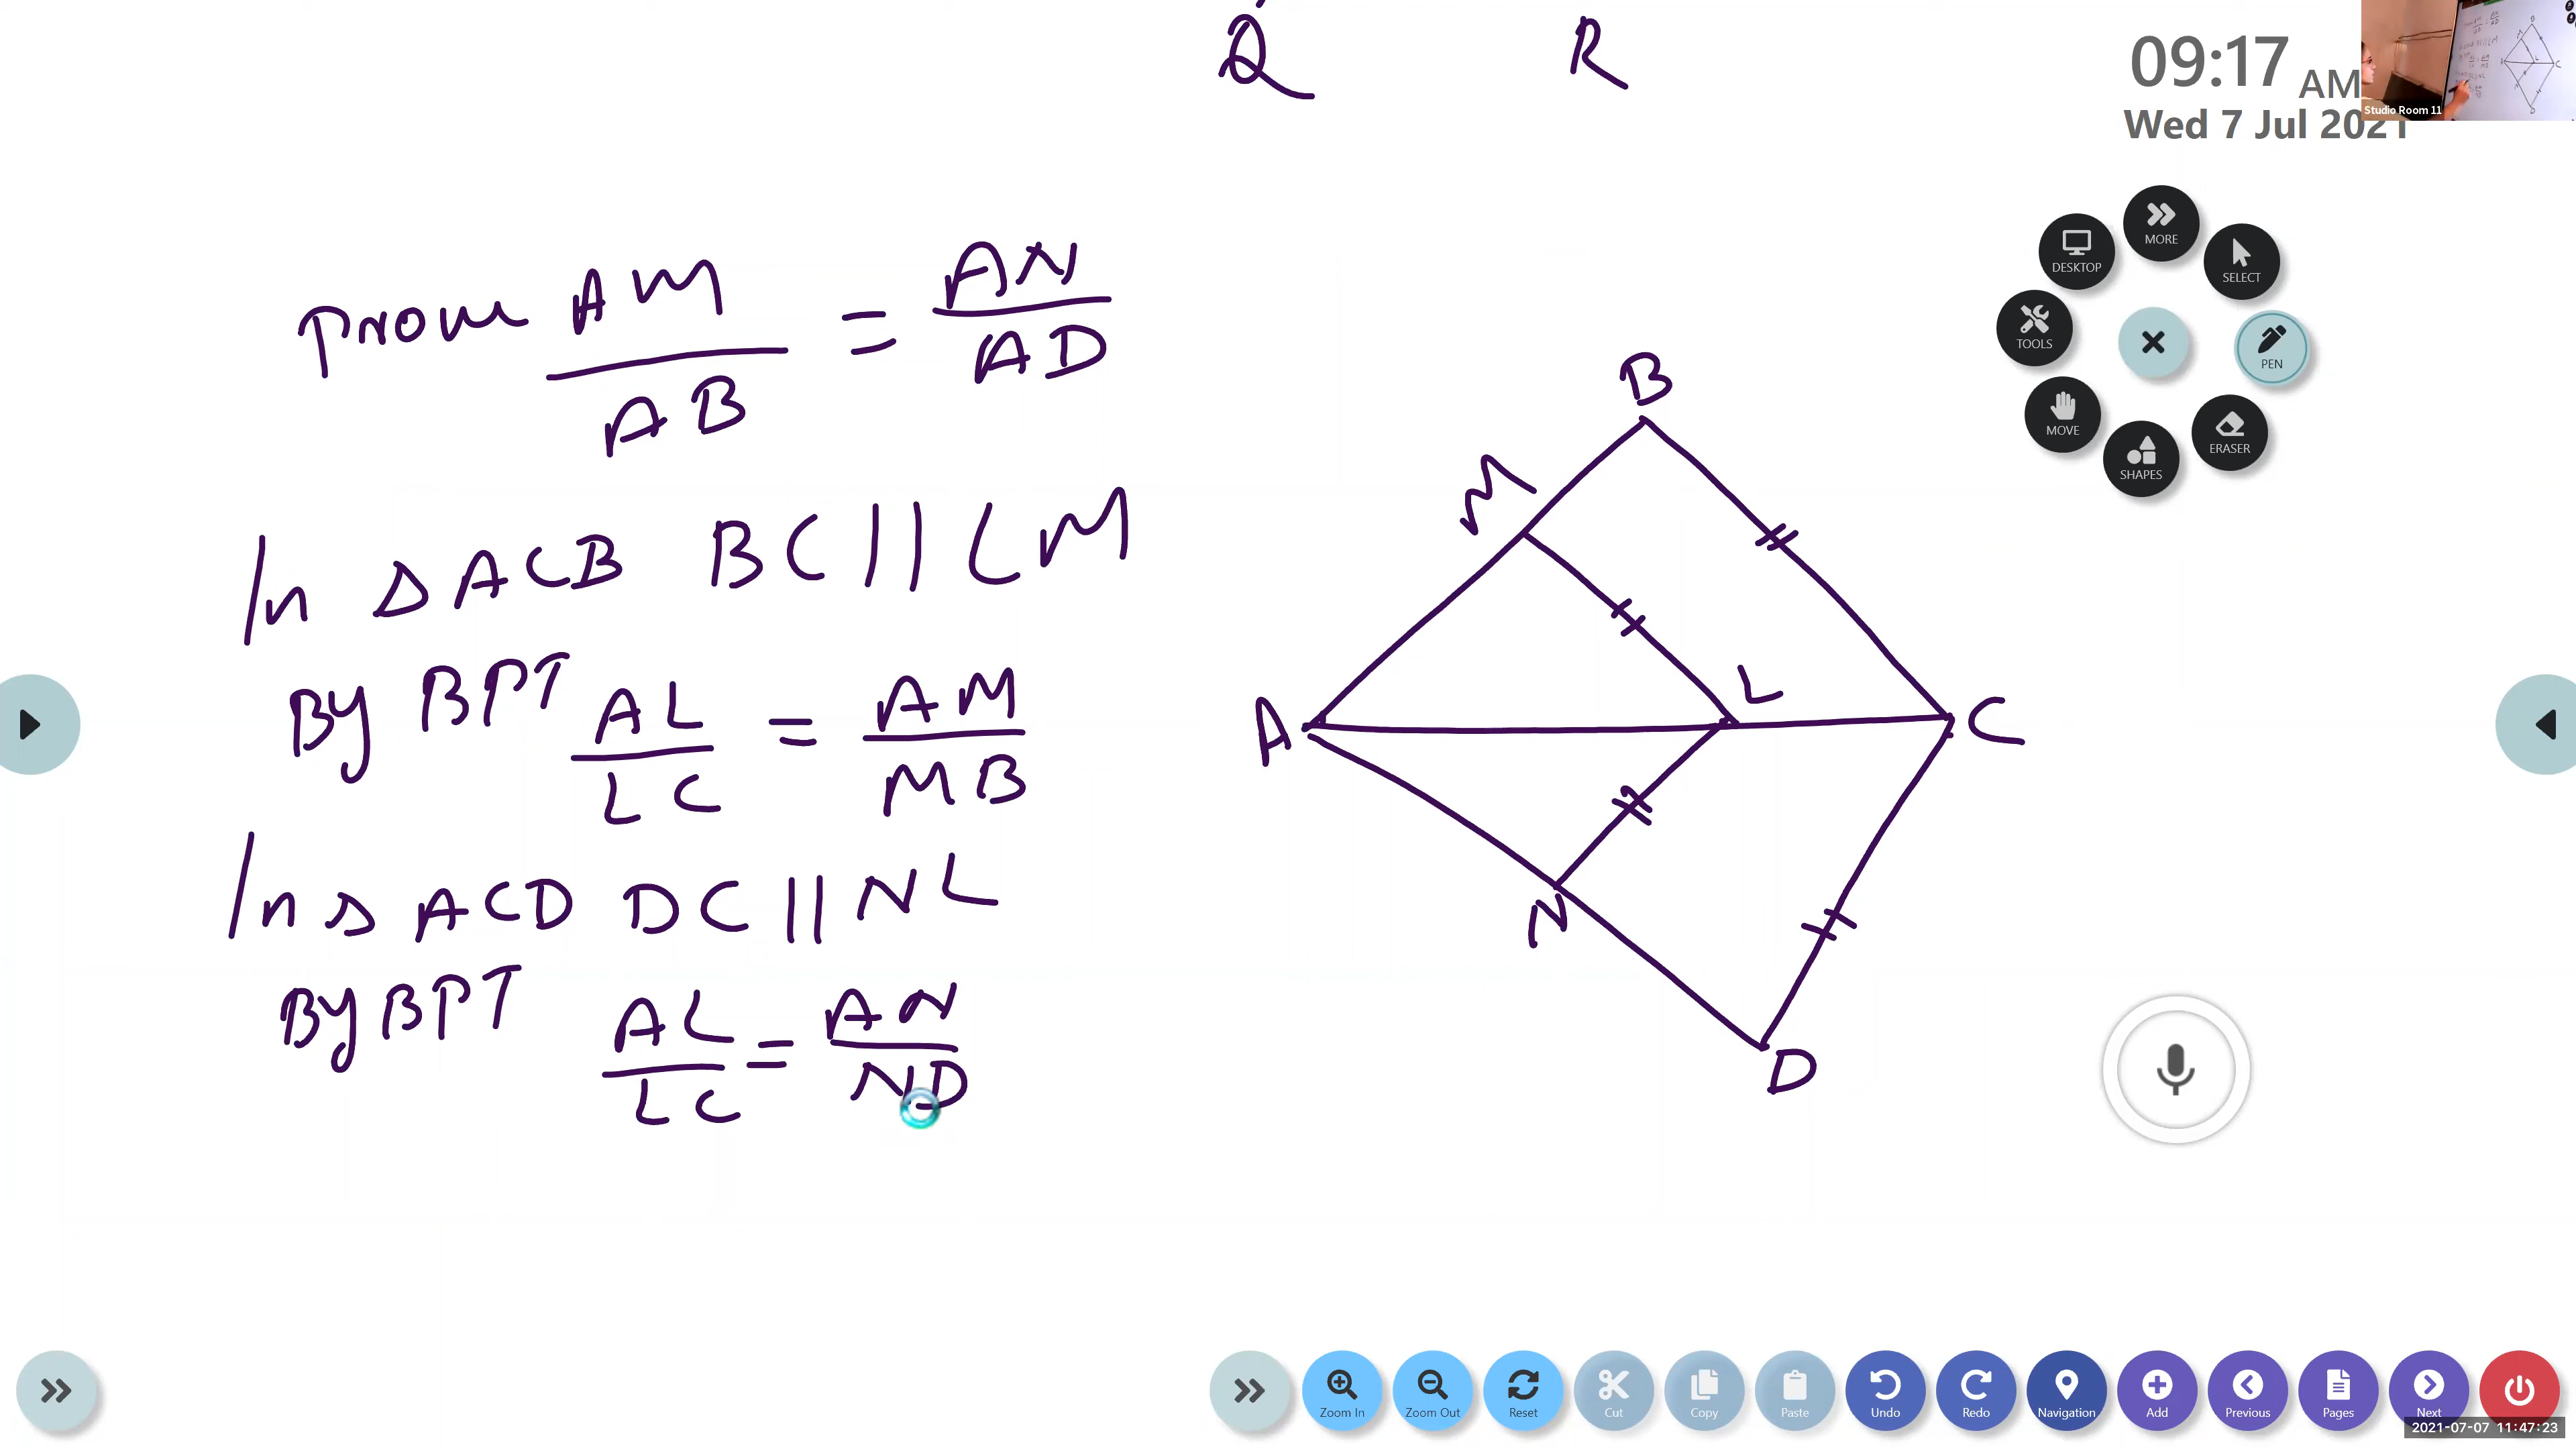 Q R
09:17 AM
Wed 7 Jul 2021
Studio Room 11
MORE
DESKTOP
SELECT
TOOLS
PEN
MOVE
ERASER
SHAPES
Prove AM/AB = AN/AD
In Δ ACB BC || LM
By BPT AL/LC = AM/MB
In Δ ACD DC || NL
By BPT AL/LC = AN/ND
B
M
L
A
C
N
D
Zoom In Zoom Out Reset Cut Copy Paste Undo Redo Navigation Add Previous Pages Next
2021-07-07 11:47:23